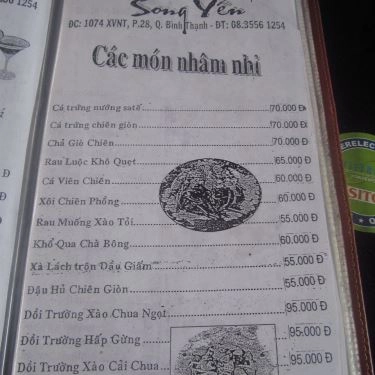 Song Yến
ĐC: 1074 XVNT, P.28, Q. Bình Thạnh - ĐT: 08.3556 1254
Các món nhâm nhi
Cá trứng nướng satế 70.000 Đ
Cá trứng chiên giòn 70.000 Đ
Chả Giò Chiên 70.000 Đ
Rau Luộc Khô Quẹt 65.000 Đ
Cá Viên Chiên 60.000 Đ
Xôi Chiên Phồng 60.000 Đ
Rau Muống Xào Tỏi 55.000 Đ
Khổ Qua Chà Bông 60.000 Đ
Xà Lách trộn Dầu Giấm 55.000 Đ
Đậu Hủ Chiên Giòn 55.000 Đ
Dồi Trường Xào Chua Ngọt 95.000 Đ
Dồi Trường Hấp Gừng 95.000 Đ
Dồi Trường Xào Cải Chua 95.000 Đ